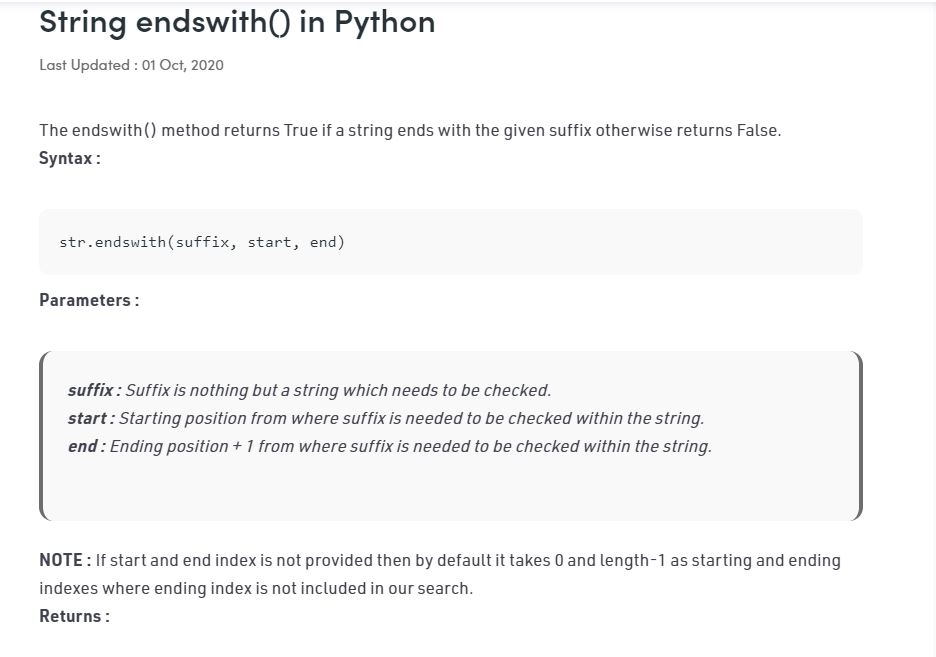 String endswith() in Python
Last Updated : 01 Oct, 2020
The endswith() method returns True if a string ends with the given suffix otherwise returns False.
Syntax :
str.endswith(suffix, start, end)
Parameters :
suffix : Suffix is nothing but a string which needs to be checked.
start : Starting position from where suffix is needed to be checked within the string.
end : Ending position + 1 from where suffix is needed to be checked within the string.
NOTE : If start and end index is not provided then by default it takes 0 and length-1 as starting and ending
indexes where ending index is not included in our search.
Returns :